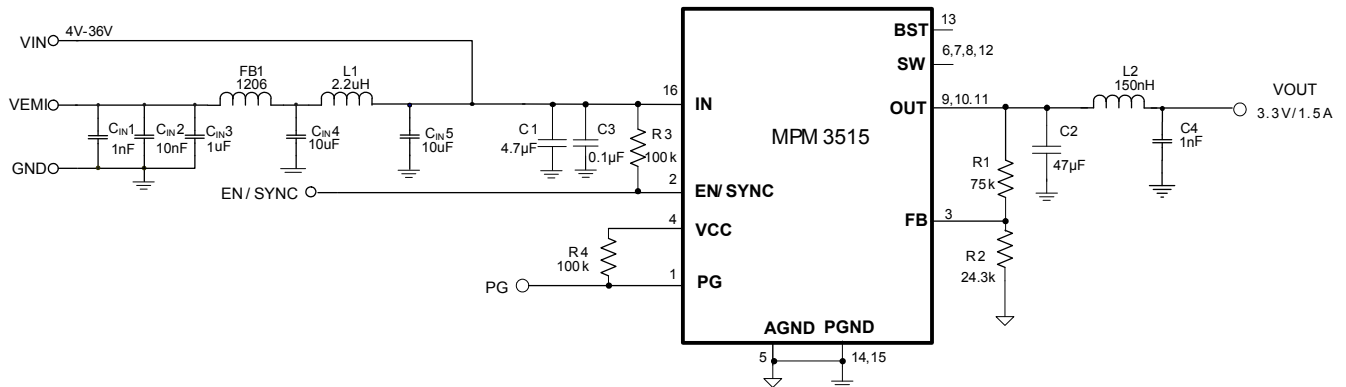 VIN 4V-36V
VEMI
GND
FB1
1206
L1
2.2uH
CIN1
1nF
CIN2
10nF
CIN3
1uF
CIN4
10uF
CIN5
10uF
C1
4.7µF
C3
0.1µF
R3
100k
EN / SYNC
R4
100k
PG
16
2
4
1
IN
EN/ SYNC
VCC
PG
MPM 3515
BST
SW
OUT
FB
AGND PGND
5
14,15
13
6,7,8,12
9,10.11
3
R1
75k
R2
24.3k
C2
47µF
L2
150nH
C4
1nF
VOUT
3.3V/1.5A